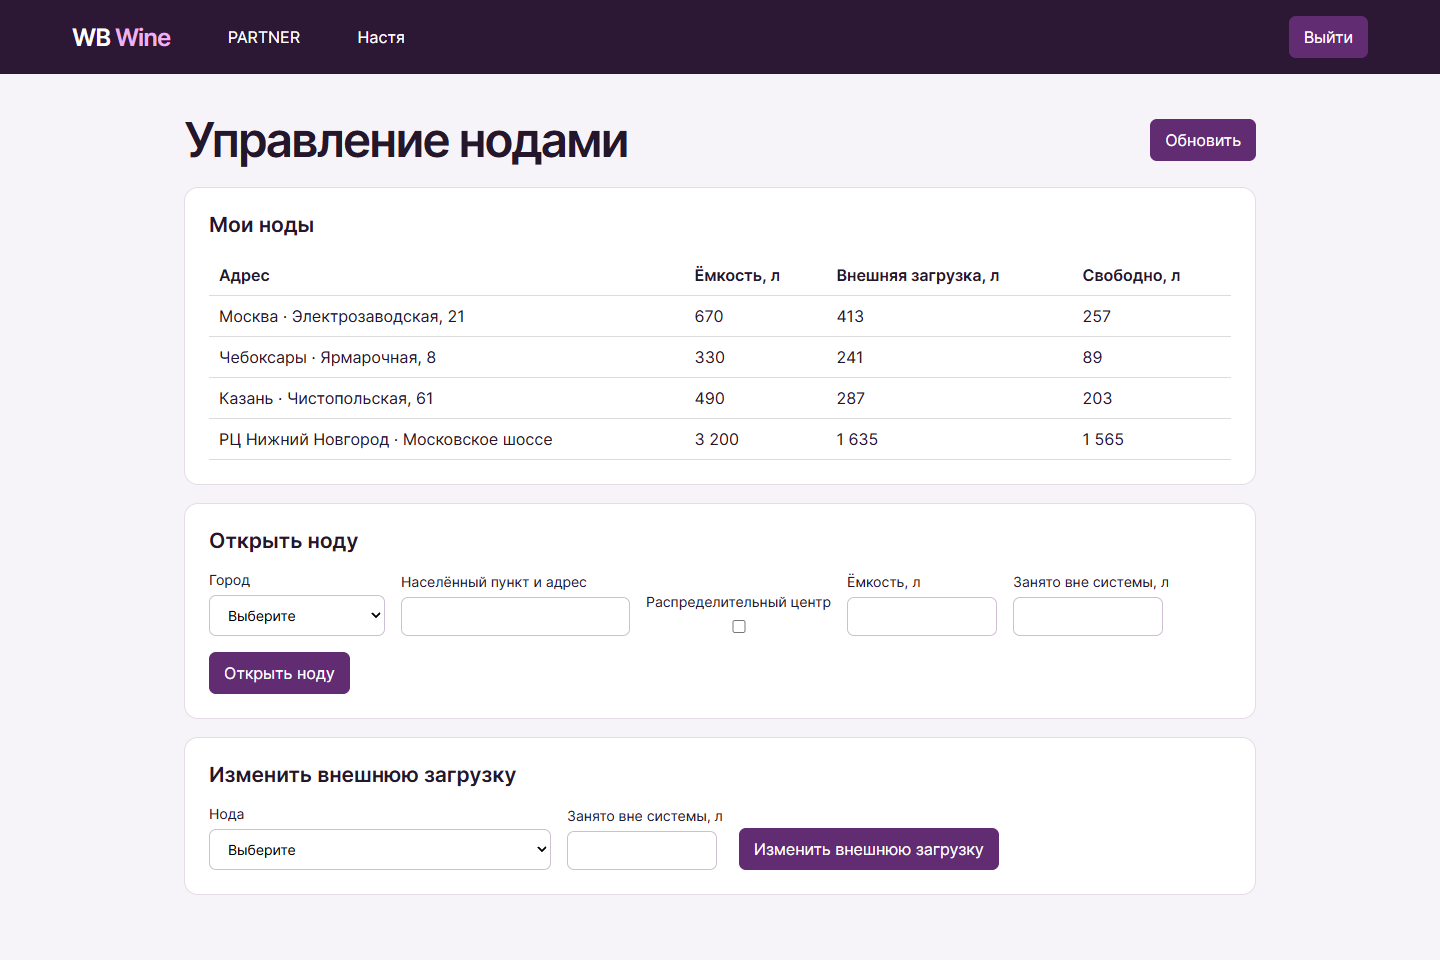 WB Wine PARTNER Настя Выйти
Управление нодами Обновить
Мои ноды
Адрес Ёмкость, л Внешняя загрузка, л Свободно, л
Москва · Электрозаводская, 21 670 413 257
Чебоксары · Ярмарочная, 8 330 241 89
Казань · Чистопольская, 61 490 287 203
РЦ Нижний Новгород · Московское шоссе 3 200 1 635 1 565
Открыть ноду
Город Населённый пункт и адрес Распределительный центр Ёмкость, л Занято вне системы, л
Выберите
Открыть ноду
Изменить внешнюю загрузку
Нода Занято вне системы, л
Выберите Изменить внешнюю загрузку